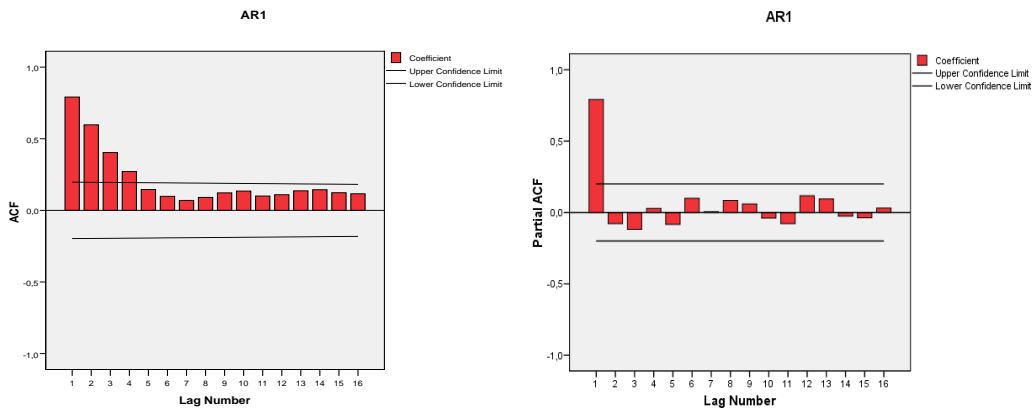 AR1
1,0
0,5
0,0
-0,5
-1,0
ACF
1 2 3 4 5 6 7 8 9 10 11 12 13 14 15 16
Lag Number
Coefficient
Upper Confidence Limit
Lower Confidence Limit
AR1
1,0
0,5
0,0
-0,5
-1,0
Partial ACF
1 2 3 4 5 6 7 8 9 10 11 12 13 14 15 16
Lag Number
Coefficient
Upper Confidence Limit
Lower Confidence Limit